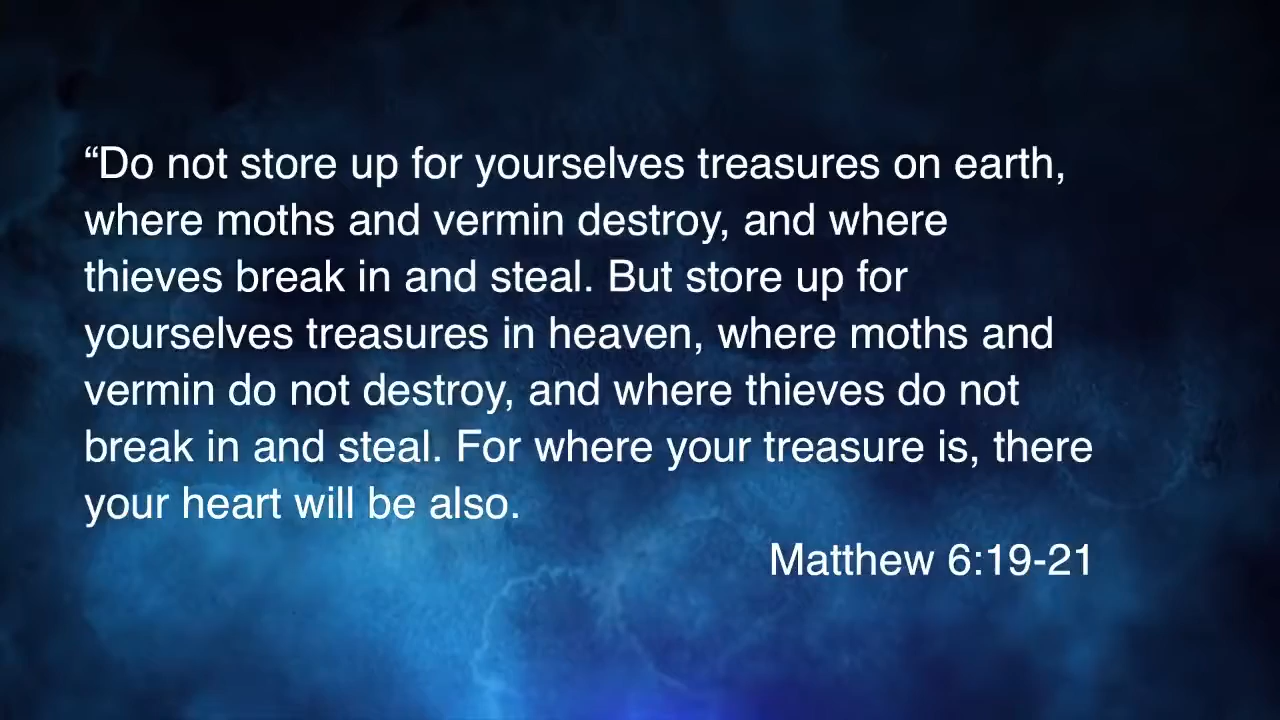 “Do not store up for yourselves treasures on earth,
where moths and vermin destroy, and where
thieves break in and steal. But store up for
yourselves treasures in heaven, where moths and
vermin do not destroy, and where thieves do not
break in and steal. For where your treasure is, there
your heart will be also.
Matthew 6:19-21